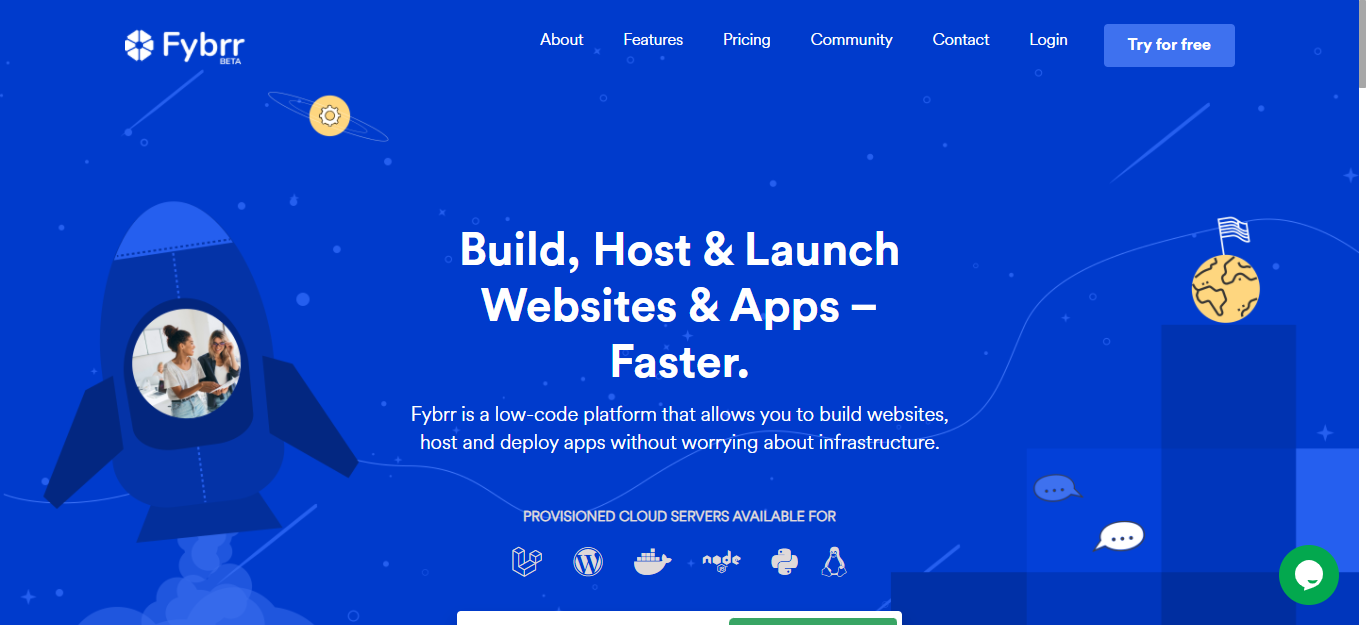 Fybrr
BETA
About Features Pricing Community Contact Login Try for free
Build, Host & Launch
Websites & Apps –
Faster.
Fybrr is a low-code platform that allows you to build websites,
host and deploy apps without worrying about infrastructure.
PROVISIONED CLOUD SERVERS AVAILABLE FOR
node